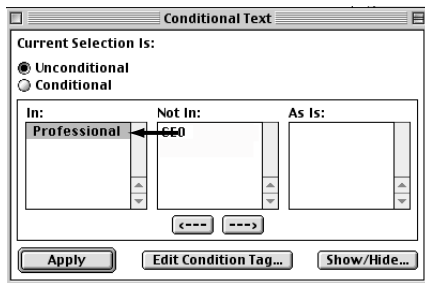 Conditional Text
Current Selection Is:
Unconditional
Conditional
In: Not In: As Is:
Professional CEO
<--- --->
Apply Edit Condition Tag... Show/Hide...